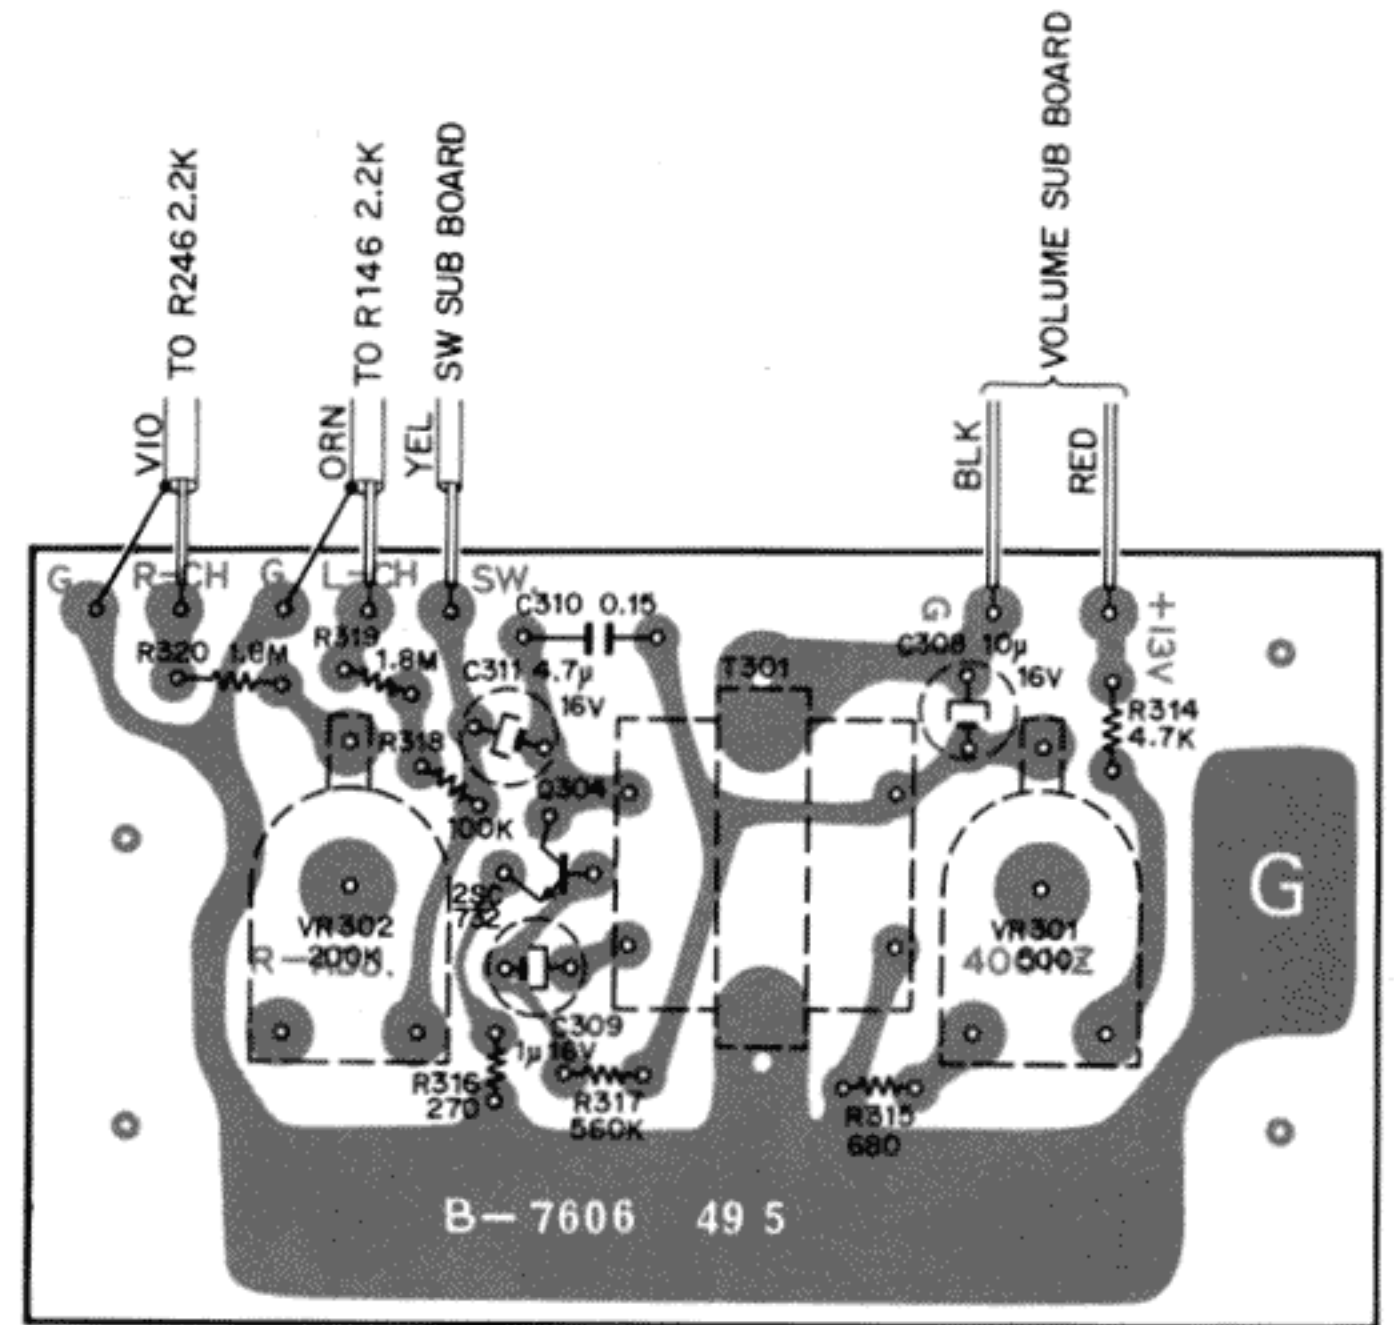 TO R246 2.2K
TO R146 2.2K
SW SUB BOARD
VOLUME SUB BOARD
VIO
ORN
YEL
BLK
RED
G
R-CH
G
L-CH
SW.
G
+13V
C310 0.15
R320 1.8M
R319
1.8M
C311 4.7μ
16V
T301
C308 10μ
16V
R314
4.7K
R318
100K
Q304
2SC
732
VR302
200K
VR301
500
G
C309
1μ 16V
R316
270
R317
560K
R315
680
B-7606 49 5